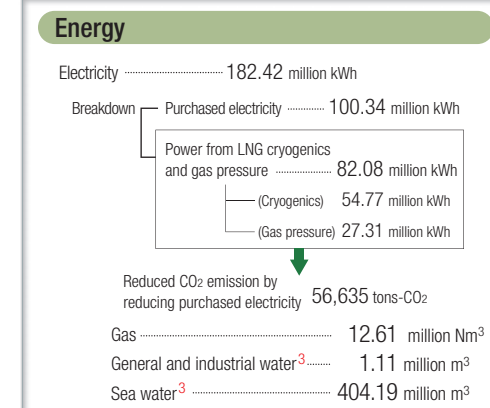 Energy
Electricity 182.42 million kWh
Breakdown Purchased electricity 100.34 million kWh
Power from LNG cryogenics
and gas pressure 82.08 million kWh
(Cryogenics) 54.77 million kWh
(Gas pressure) 27.31 million kWh
Reduced CO2 emission by
reducing purchased electricity 56,635 tons-CO2
Gas 12.61 million Nm3
General and industrial water3 1.11 million m3
Sea water3 404.19 million m3